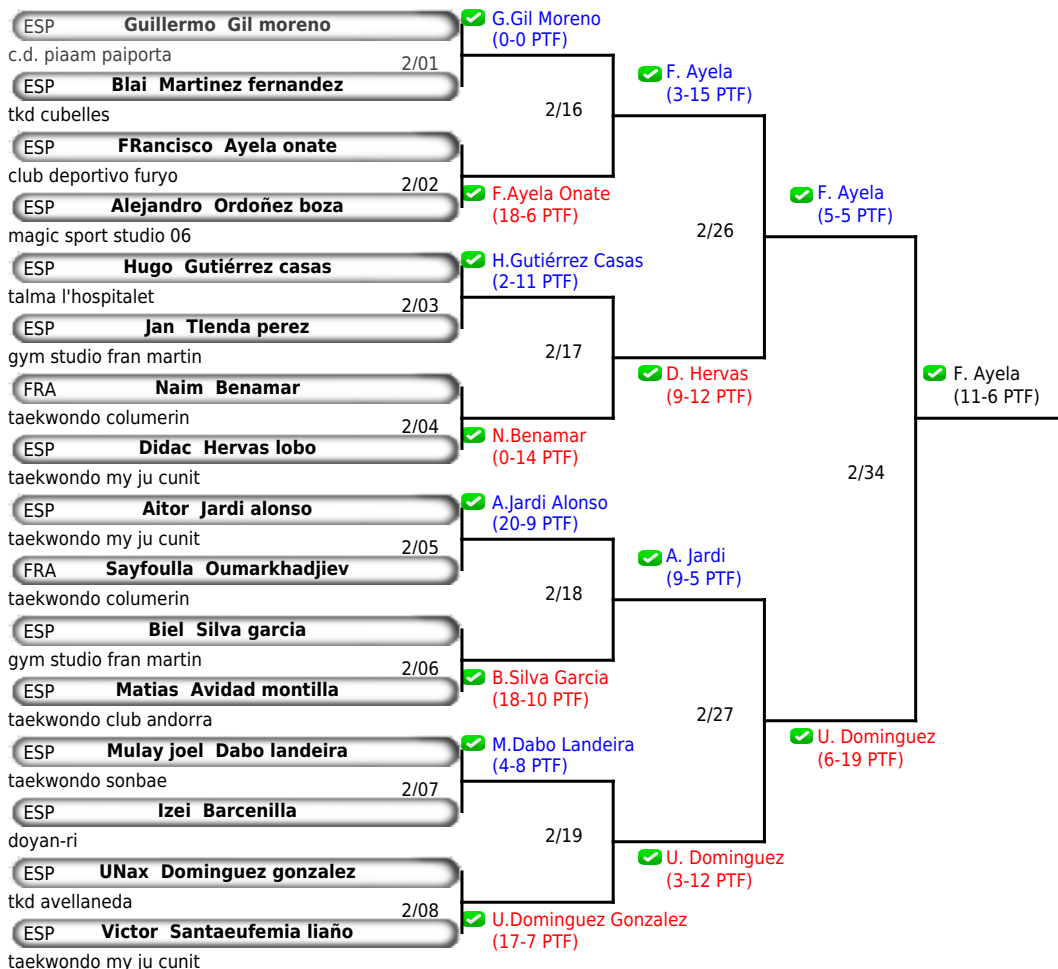 ESP Guillermo Gil moreno
c.d. piaam paiporta
2/01
ESP Blai Martinez fernandez
tkd cubelles
ESP FRancisco Ayela onate
club deportivo furyo
2/02
ESP Alejandro Ordoñez boza
magic sport studio 06
ESP Hugo Gutiérrez casas
talma l'hospitalet
2/03
ESP Jan Tlenda perez
gym studio fran martin
FRA Naim Benamar
taekwondo columerin
2/04
ESP Didac Hervas lobo
taekwondo my ju cunit
ESP Aitor Jardi alonso
taekwondo my ju cunit
2/05
FRA Sayfoulla Oumarkhadjiev
taekwondo columerin
ESP Biel Silva garcia
gym studio fran martin
2/06
ESP Matias Avidad montilla
taekwondo club andorra
ESP Mulay joel Dabo landeira
taekwondo sonbae
2/07
ESP Izei Barcenilla
doyan-ri
ESP UNax Dominguez gonzalez
tkd avellaneda
2/08
ESP Victor Santaeufemia liaño
taekwondo my ju cunit
G.Gil Moreno
(0-0 PTF)
2/16
F.Ayela Onate
(18-6 PTF)
H.Gutiérrez Casas
(2-11 PTF)
2/17
N.Benamar
(0-14 PTF)
A.Jardi Alonso
(20-9 PTF)
2/18
B.Silva Garcia
(18-10 PTF)
M.Dabo Landeira
(4-8 PTF)
2/19
U.Dominguez Gonzalez
(17-7 PTF)
F. Ayela
(3-15 PTF)
2/26
D. Hervas
(9-12 PTF)
A. Jardi
(9-5 PTF)
2/27
U. Dominguez
(3-12 PTF)
F. Ayela
(5-5 PTF)
2/34
U. Dominguez
(6-19 PTF)
F. Ayela
(11-6 PTF)